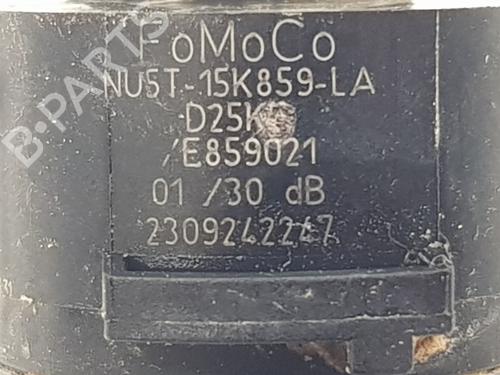 FoMoCo
NU5T-15K859-LA
/E859021
01 /30 dB
2309242247
B-PARTS